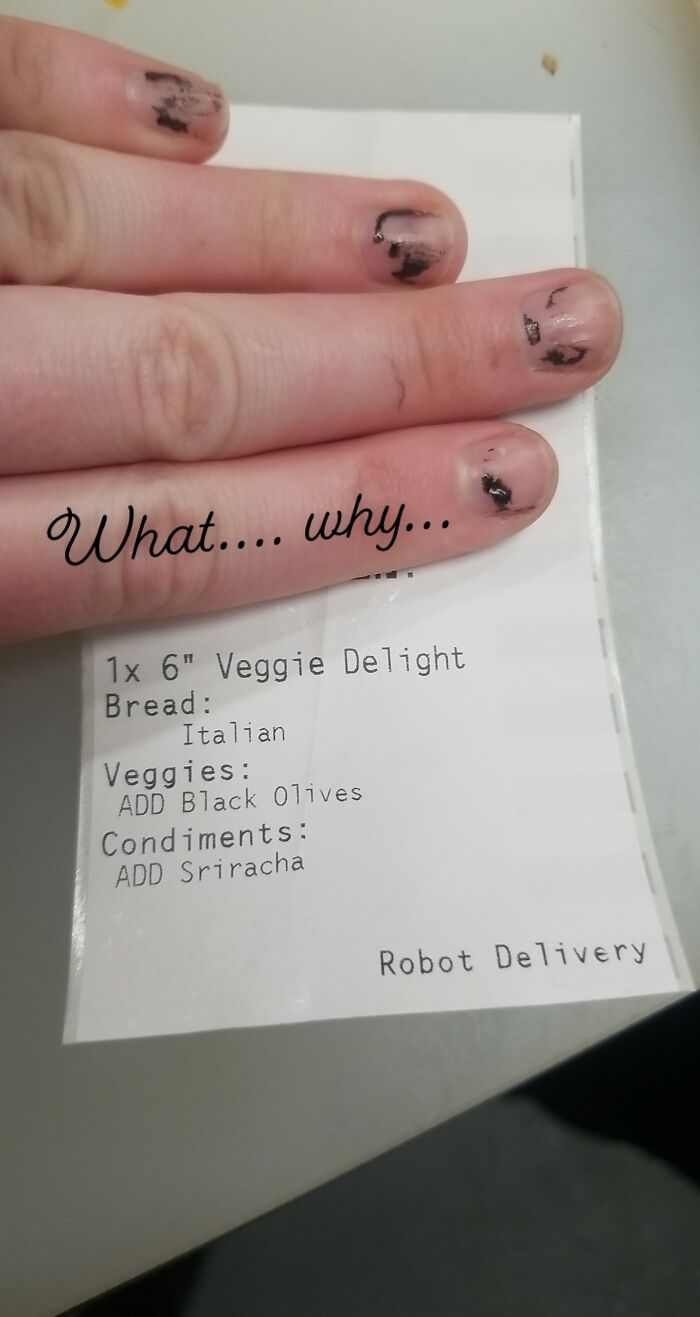 What.... why...
1x 6" Veggie Delight
Bread:
Italian
Veggies:
ADD Black Olives
Condiments:
ADD Sriracha
Robot Delivery